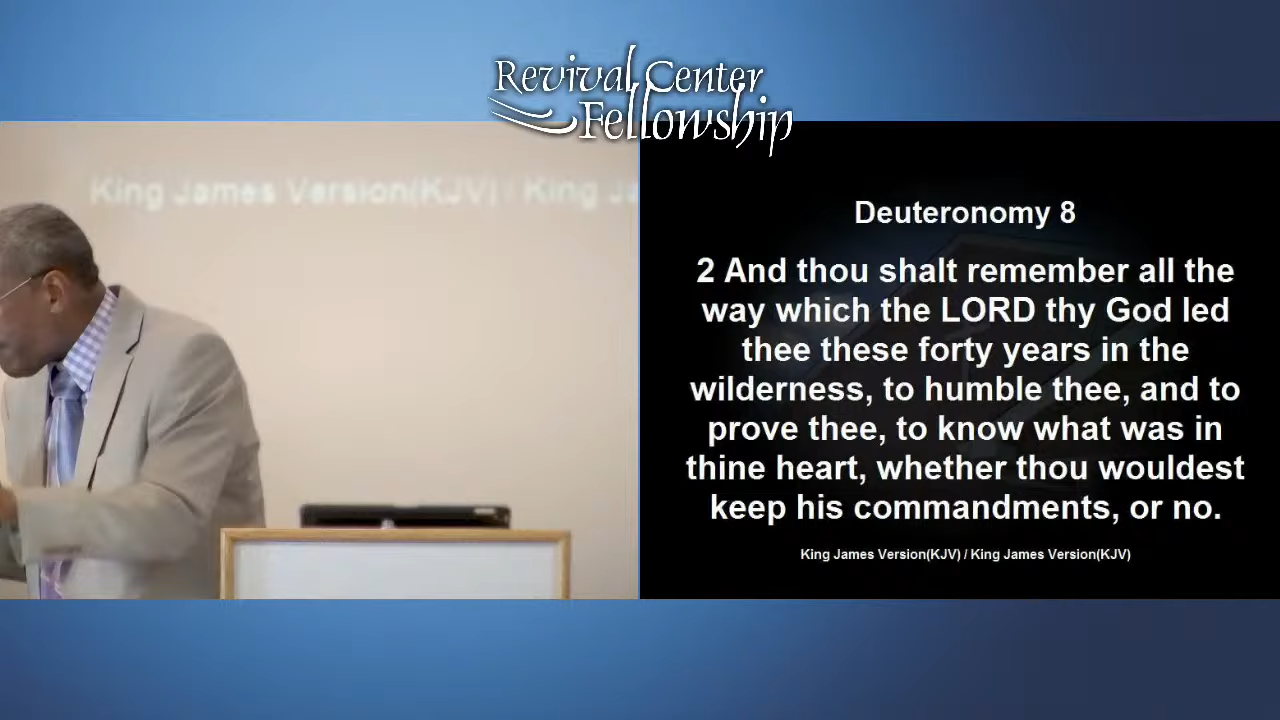 Revival Center
Fellowship
King James Version(KJV) / King Ja
Deuteronomy 8
2 And thou shalt remember all the
way which the LORD thy God led
thee these forty years in the
wilderness, to humble thee, and to
prove thee, to know what was in
thine heart, whether thou wouldest
keep his commandments, or no.
King James Version(KJV) / King James Version(KJV)